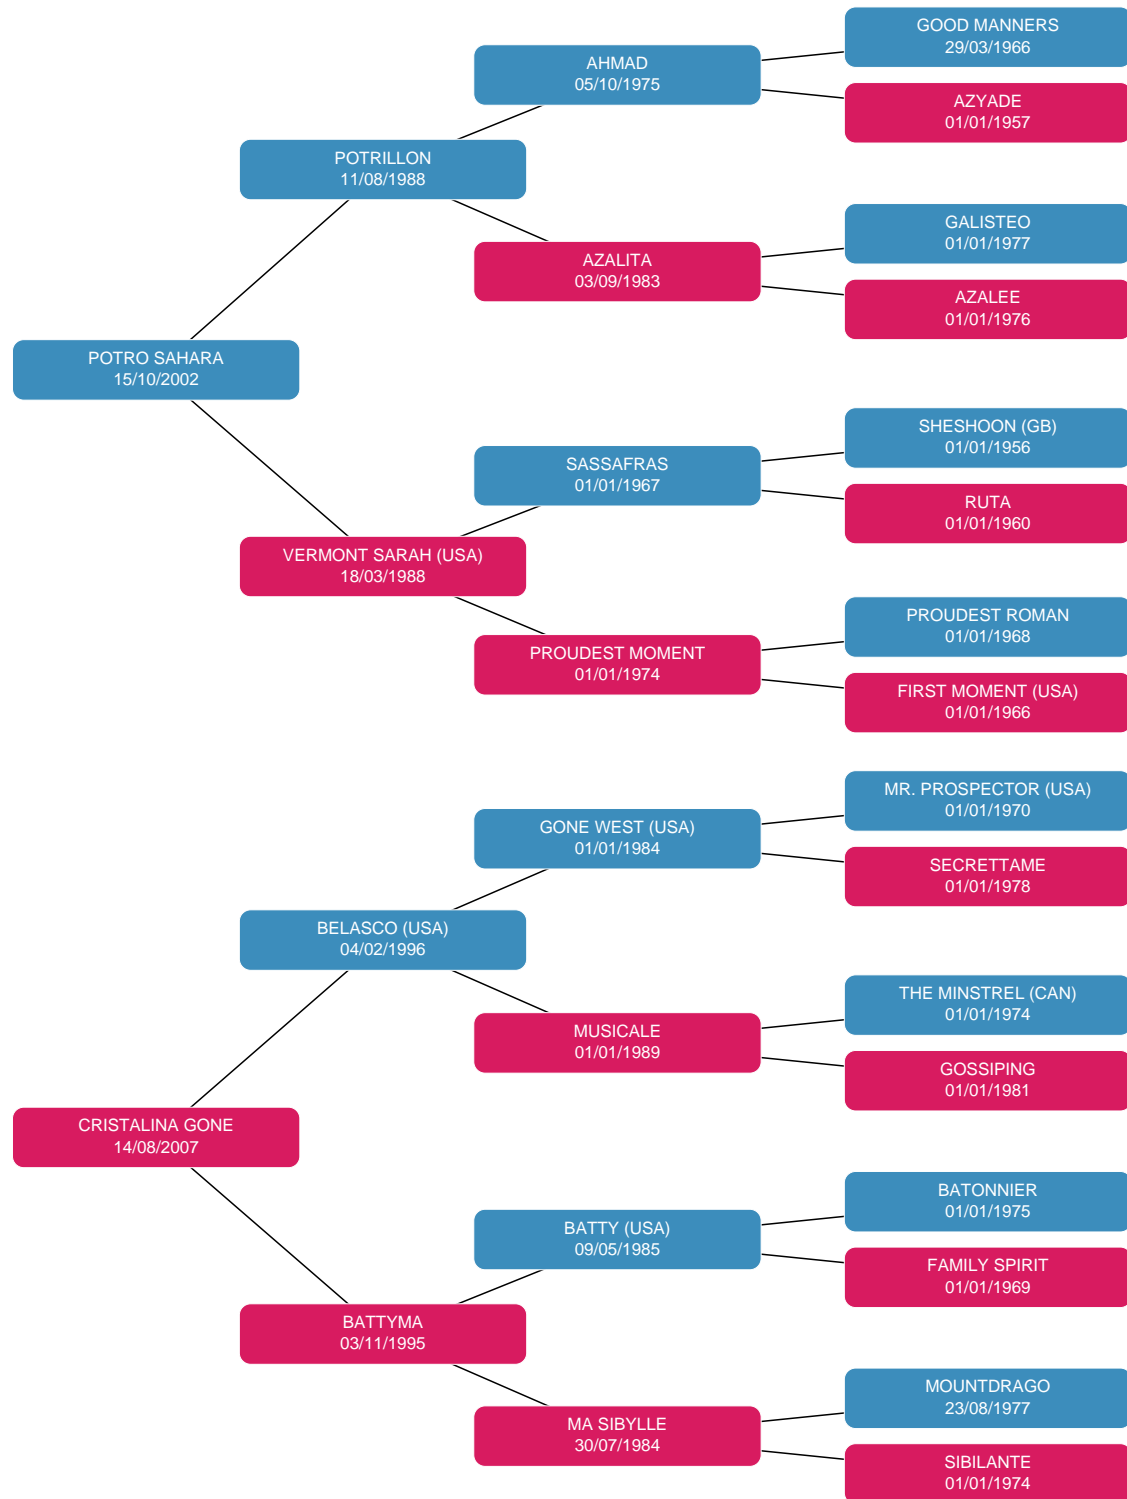 GOOD MANNERS
29/03/1966
AHMAD
05/10/1975
AZYADE
01/01/1957
POTRILLON
11/08/1988
GALISTEO
01/01/1977
AZALITA
03/09/1983
AZALEE
01/01/1976
POTRO SAHARA
15/10/2002
SHESHOON (GB)
01/01/1956
SASSAFRAS
01/01/1967
RUTA
01/01/1960
VERMONT SARAH (USA)
18/03/1988
PROUDEST ROMAN
01/01/1968
PROUDEST MOMENT
01/01/1974
FIRST MOMENT (USA)
01/01/1966
MR. PROSPECTOR (USA)
01/01/1970
GONE WEST (USA)
01/01/1984
SECRETTAME
01/01/1978
BELASCO (USA)
04/02/1996
THE MINSTREL (CAN)
01/01/1974
MUSICALE
01/01/1989
GOSSIPING
01/01/1981
CRISTALINA GONE
14/08/2007
BATONNIER
01/01/1975
BATTY (USA)
09/05/1985
FAMILY SPIRIT
01/01/1969
BATTYMA
03/11/1995
MOUNTDRAGO
23/08/1977
MA SIBYLLE
30/07/1984
SIBILANTE
01/01/1974